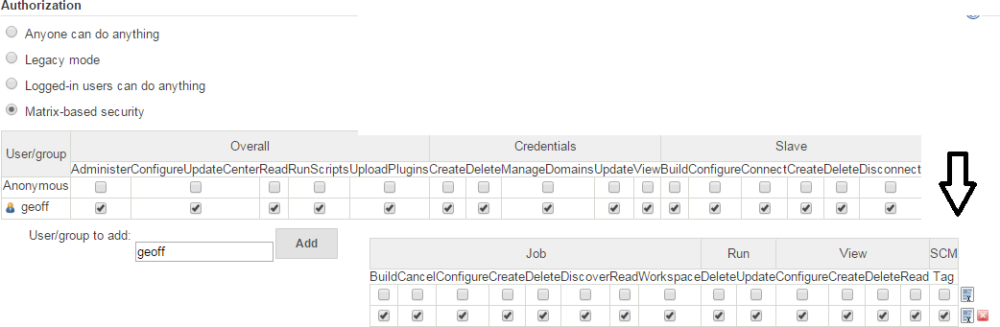 Authorization
Anyone can do anything
Legacy mode
Logged-in users can do anything
Matrix-based security
User/group Overall Credentials Slave
Administer ConfigureUpdateCenter Read RunScripts UploadPlugins Create Delete ManageDomains Update View Build Configure Connect Create Delete Disconnect
Anonymous
geoff
User/group to add: geoff Add
Job Run View SCM
Build Cancel Configure Create Delete Discover Read Workspace Delete Update Configure Create Delete Read Tag